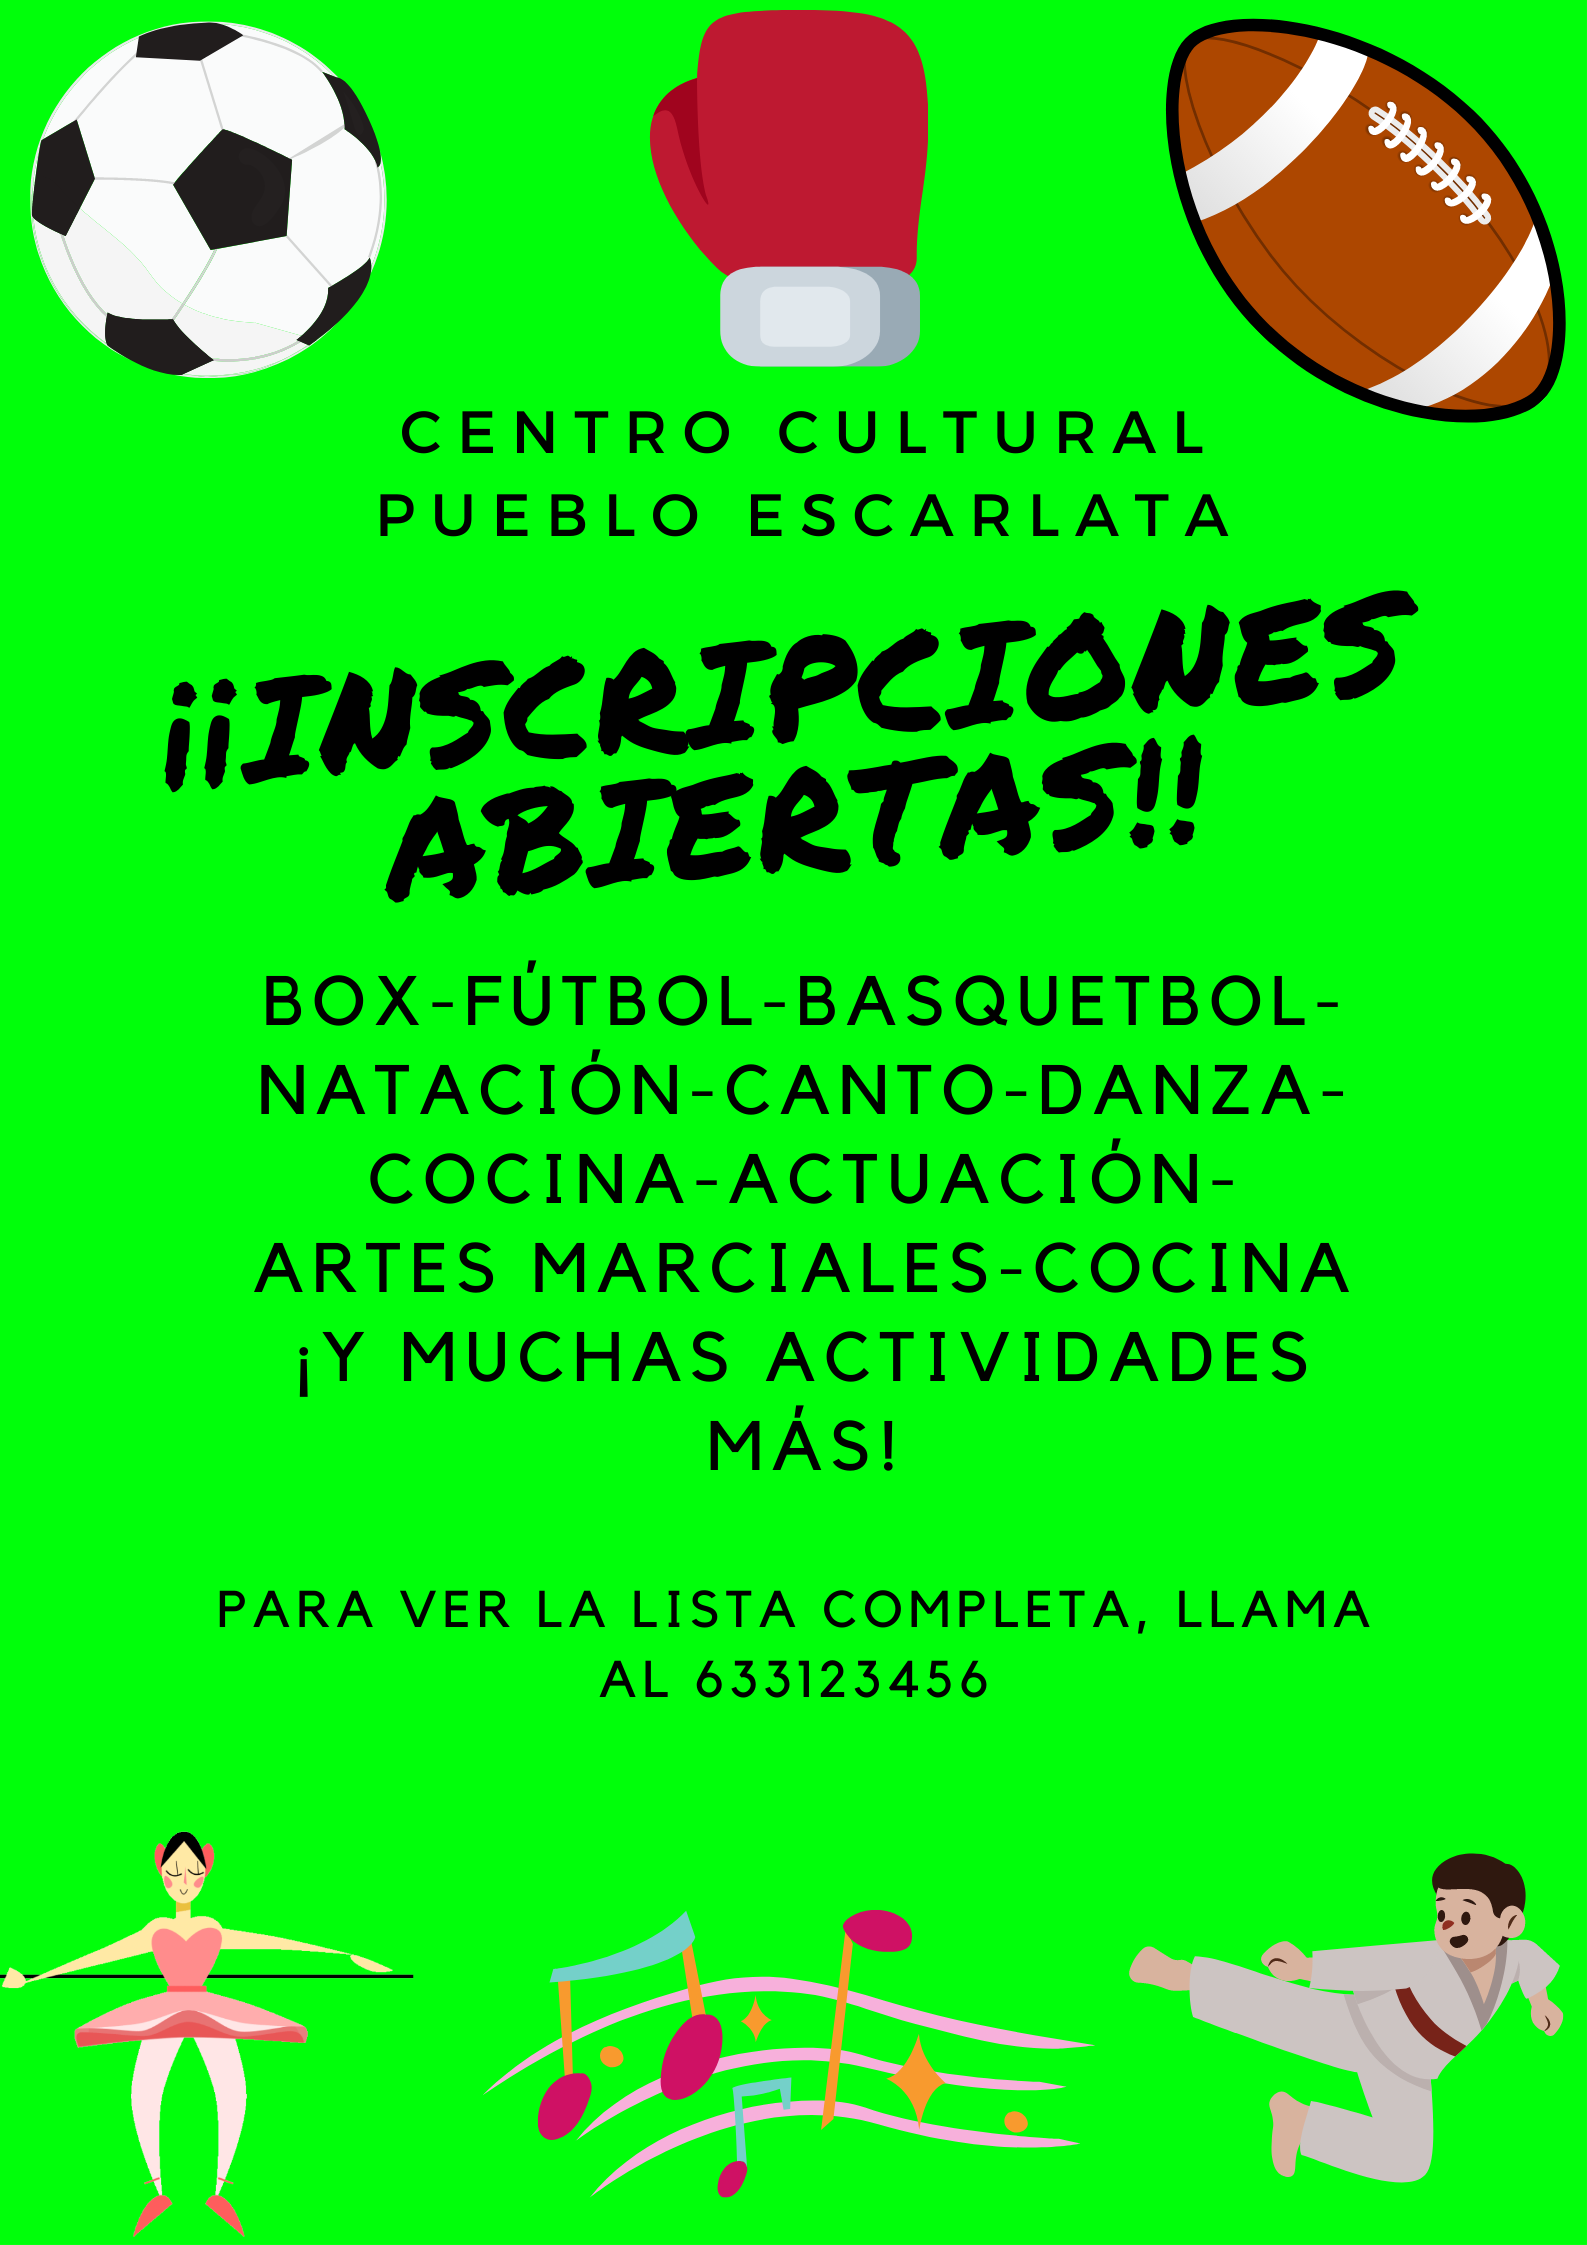 CENTRO CULTURAL
PUEBLO ESCARLATA
¡¡INSCRIPCIONES
ABIERTAS!!
BOX-FÚTBOL-BASQUETBOL-
NATACIÓN-CANTO-DANZA-
COCINA-ACTUACIÓN-
ARTES MARCIALES-COCINA
¡Y MUCHAS ACTIVIDADES
MÁS!
PARA VER LA LISTA COMPLETA, LLAMA
AL 633123456